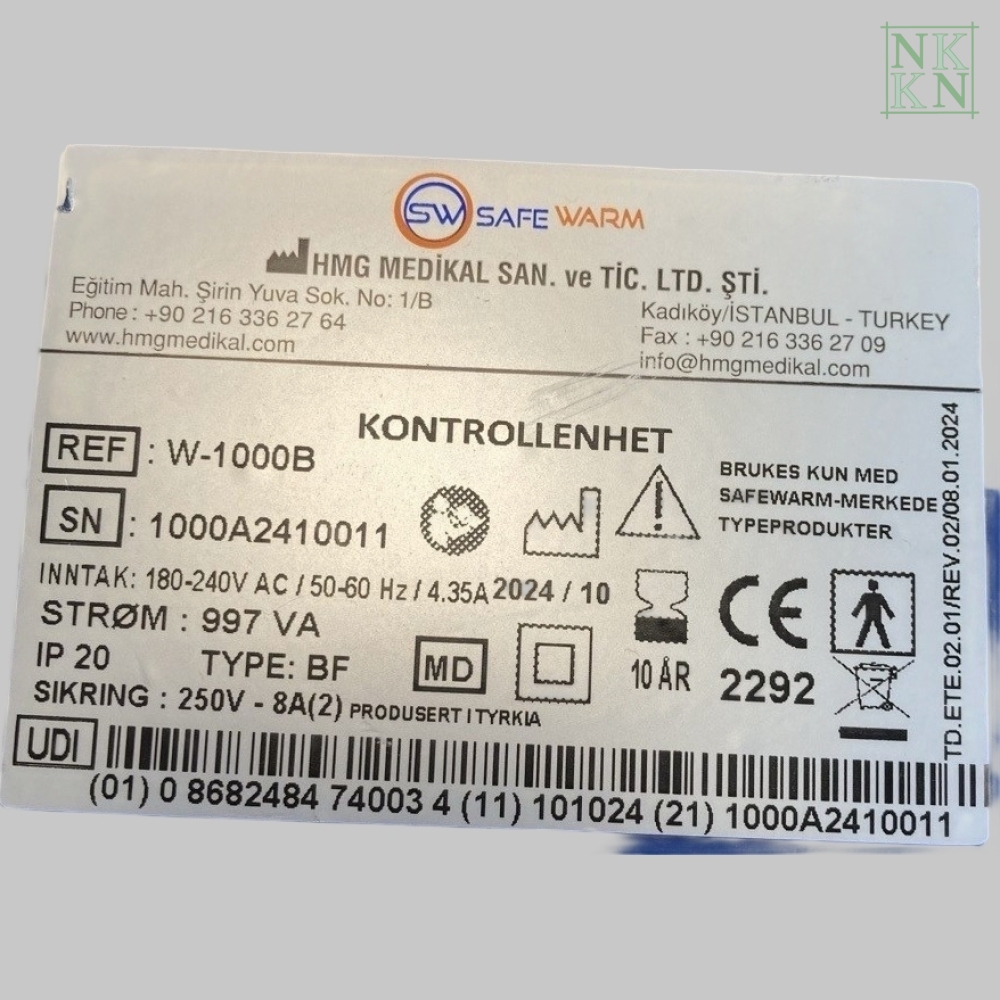 NK
KN
SW SAFE WARM
HMG MEDİKAL SAN. ve TİC. LTD. ŞTİ.
Eğitim Mah. Şirin Yuva Sok. No: 1/B
Phone : +90 216 336 27 64
www.hmgmedikal.com
Kadıköy/İSTANBUL - TURKEY
Fax : +90 216 336 27 09
info@hmgmedikal.com
KONTROLLENHET
REF : W-1000B
SN : 1000A2410011
BRUKES KUN MED
SAFEWARM-MERKEDE
TYPEPRODUKTER
INNTAK: 180-240V AC / 50-60 Hz / 4.35A 2024 / 10
STRØM : 997 VA
IP 20 TYPE: BF
MD
10 ÅR
CE
2292
SIKRING : 250V - 8A(2) PRODUSERT I TYRKIA
TD.ETE.02.01/REV.02/08.01.2024
UDI
(01) 0 8682484 74003 4 (11) 101024 (21) 1000A2410011